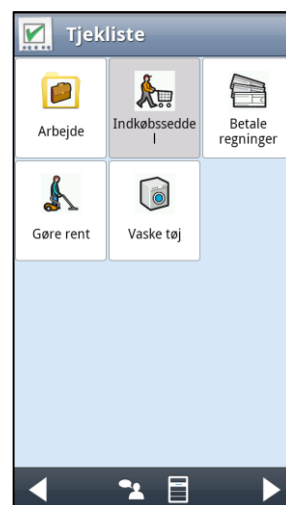 Tjekliste
Arbejde
Indkøbssedde
l
Betale
regninger
Gøre rent
Vaske tøj